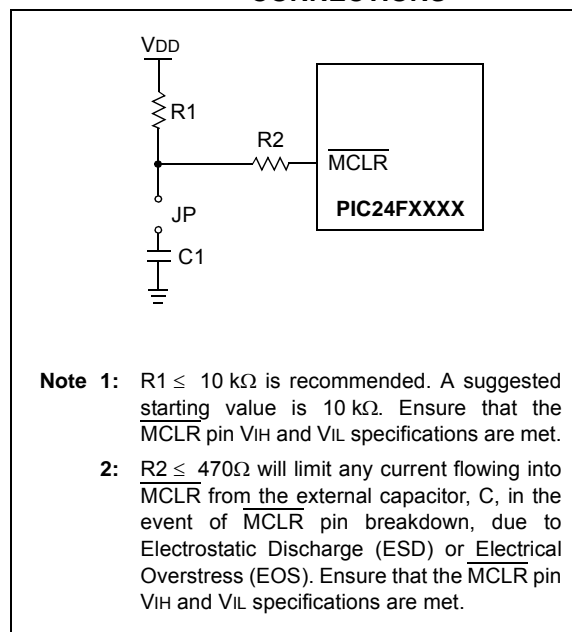 CONNECTIONS
VDD
R1
R2
MCLR
PIC24FXXXX
JP
C1
Note 1: R1 ≤ 10 kΩ is recommended. A suggested
starting value is 10 kΩ. Ensure that the
MCLR pin VIH and VIL specifications are met.
2: R2 ≤ 470Ω will limit any current flowing into
MCLR from the external capacitor, C, in the
event of MCLR pin breakdown, due to
Electrostatic Discharge (ESD) or Electrical
Overstress (EOS). Ensure that the MCLR pin
VIH and VIL specifications are met.